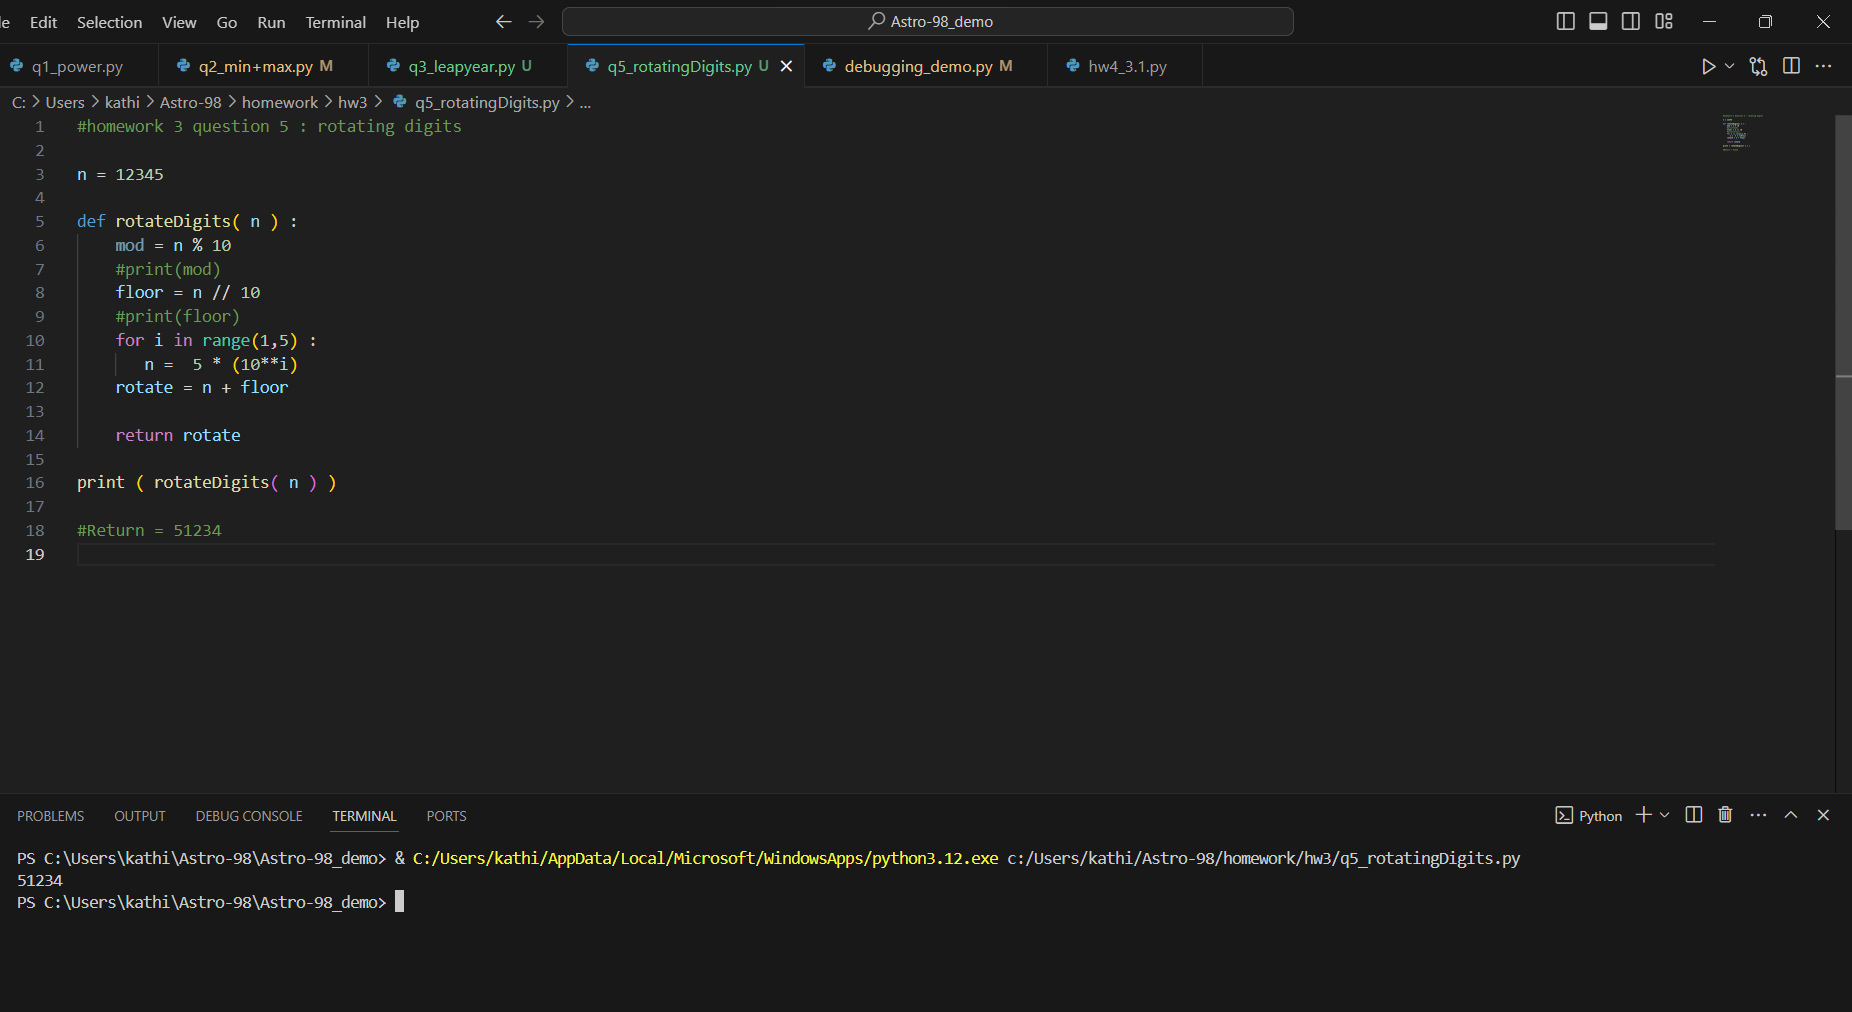 e Edit Selection View Go Run Terminal Help Astro-98_demo
q1_power.py q2_min+max.py M q3_leapyear.py U q5_rotatingDigits.py U debugging_demo.py M hw4_3.1.py
C: > Users > kathi > Astro-98 > homework > hw3 > q5_rotatingDigits.py > ...
1 #homework 3 question 5 : rotating digits
2
3 n = 12345
4
5 def rotateDigits( n ) :
6 mod = n % 10
7 #print(mod)
8 floor = n // 10
9 #print(floor)
10 for i in range(1,5) :
11 n =  5 * (10**i)
12 rotate = n + floor
13
14 return rotate
15
16 print ( rotateDigits( n ) )
17
18 #Return = 51234
19
PROBLEMS OUTPUT DEBUG CONSOLE TERMINAL PORTS Python
PS C:\Users\kathi\Astro-98\Astro-98_demo> & C:/Users/kathi/AppData/Local/Microsoft/WindowsApps/python3.12.exe c:/Users/kathi/Astro-98/homework/hw3/q5_rotatingDigits.py
51234
PS C:\Users\kathi\Astro-98\Astro-98_demo>